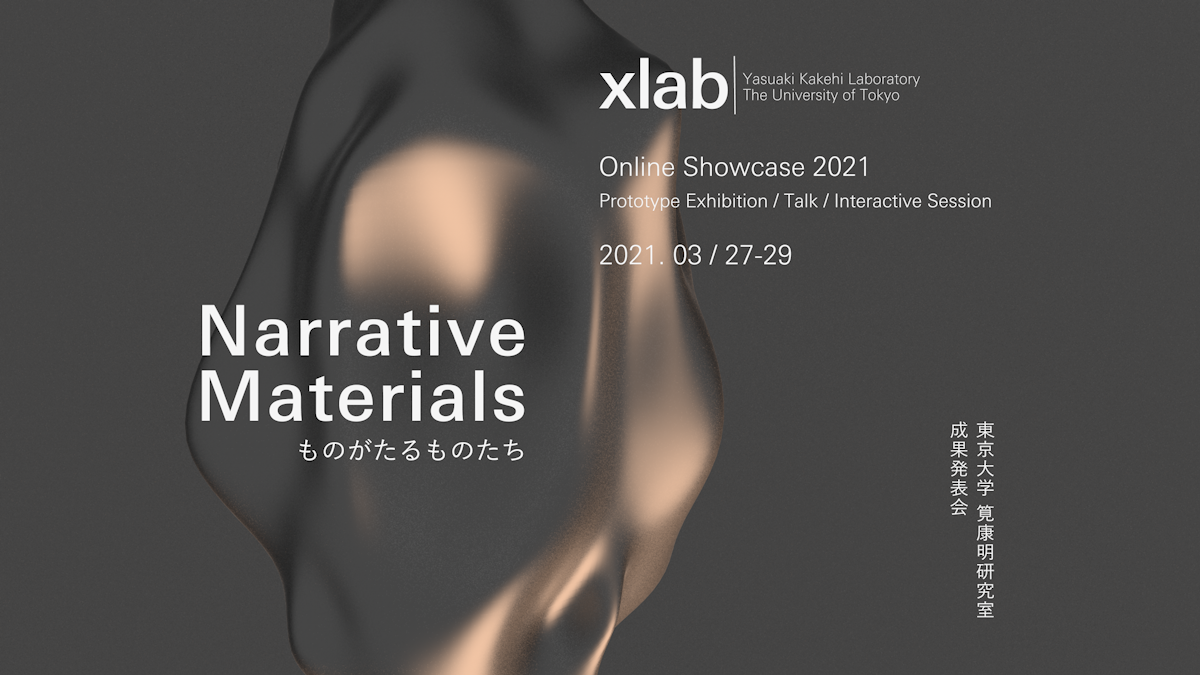 xlab
Yasuaki Kakehi Laboratory
The University of Tokyo
Online Showcase 2021
Prototype Exhibition / Talk / Interactive Session
2021. 03 / 27-29
Narrative
Materials
ものがたるものたち
東京大学 筧康明研究室
成果発表会